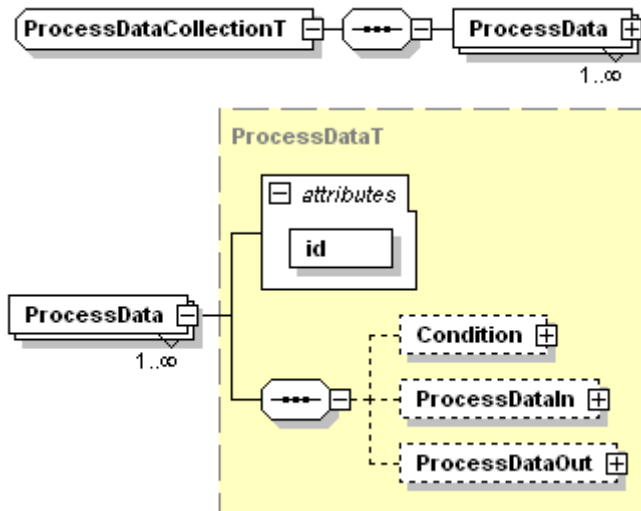 ProcessDataCollectionT
ProcessData
1..∞
ProcessDataT
attributes
id
ProcessData
1..∞
Condition
ProcessDataIn
ProcessDataOut